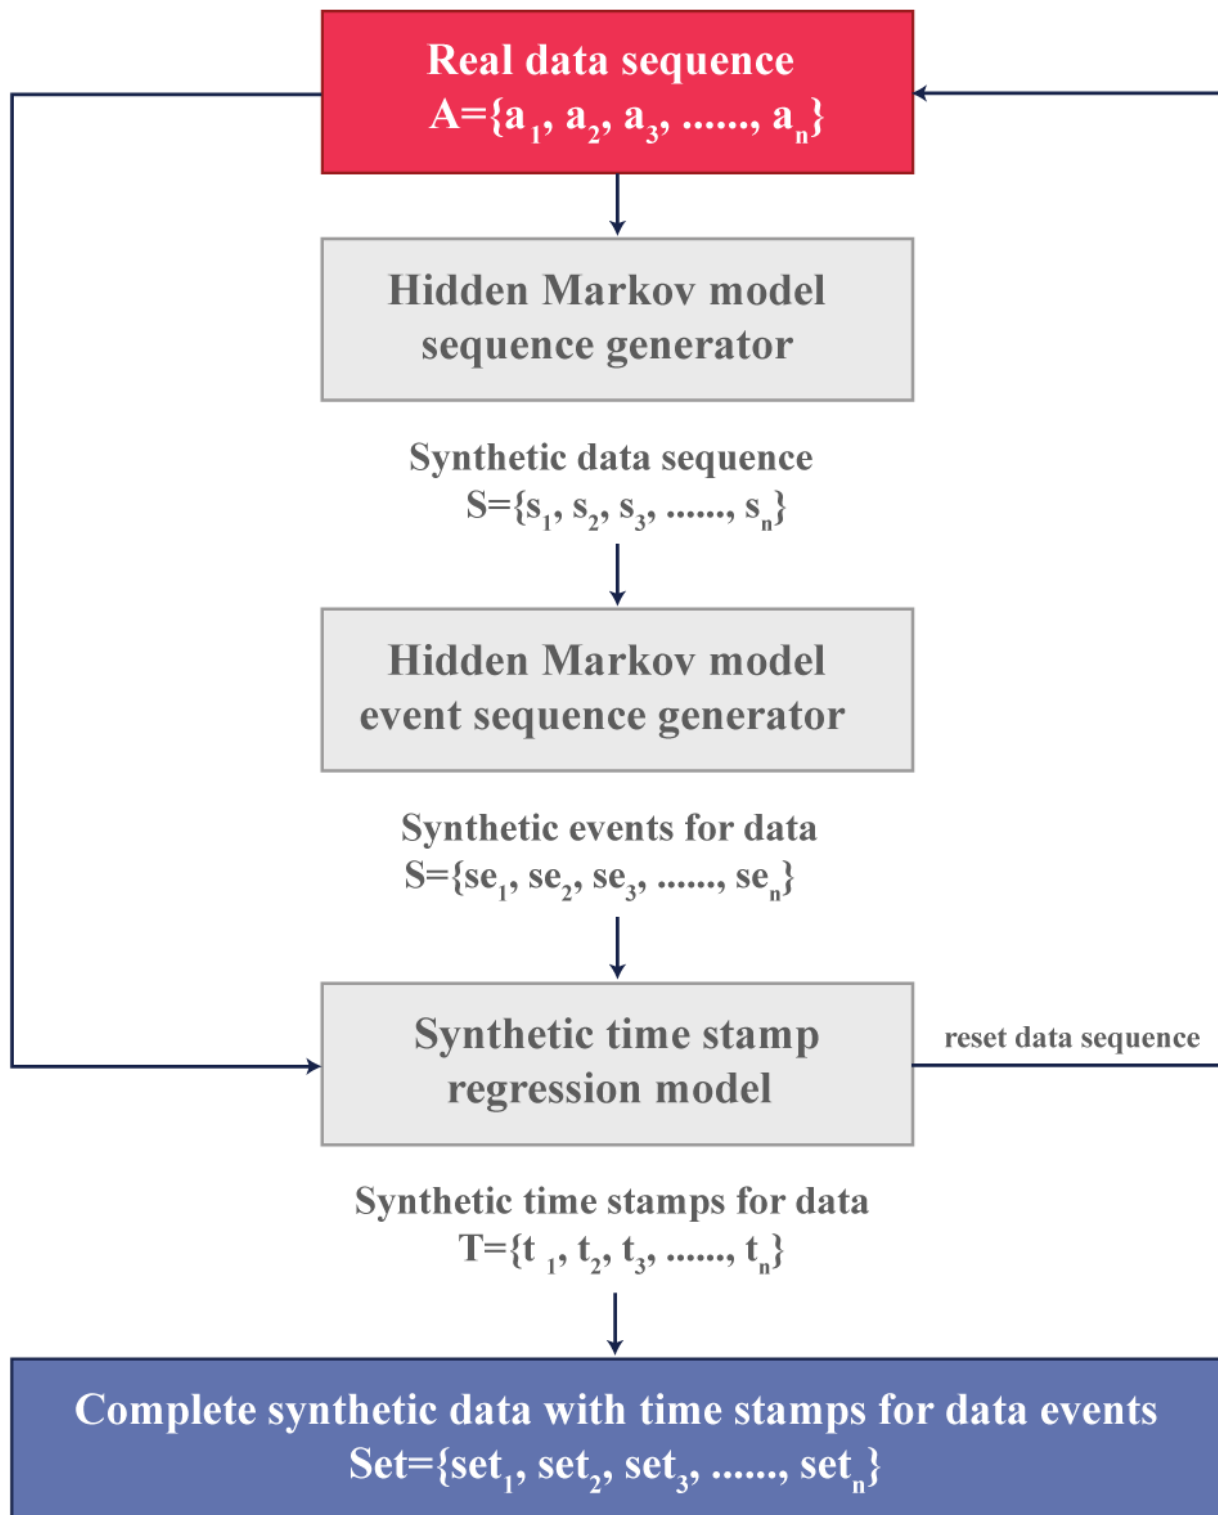 Real data sequence
A={a₁, a₂, a₃, ......, aₙ}
Hidden Markov model
sequence generator
Synthetic data sequence
S={s₁, s₂, s₃, ......, sₙ}
Hidden Markov model
event sequence generator
Synthetic events for data
S={se₁, se₂, se₃, ......, seₙ}
Synthetic time stamp
regression model
reset data sequence
Synthetic time stamps for data
T={t ₁, t₂, t₃, ......, tₙ}
Complete synthetic data with time stamps for data events
Set={set₁, set₂, set₃, ......, setₙ}